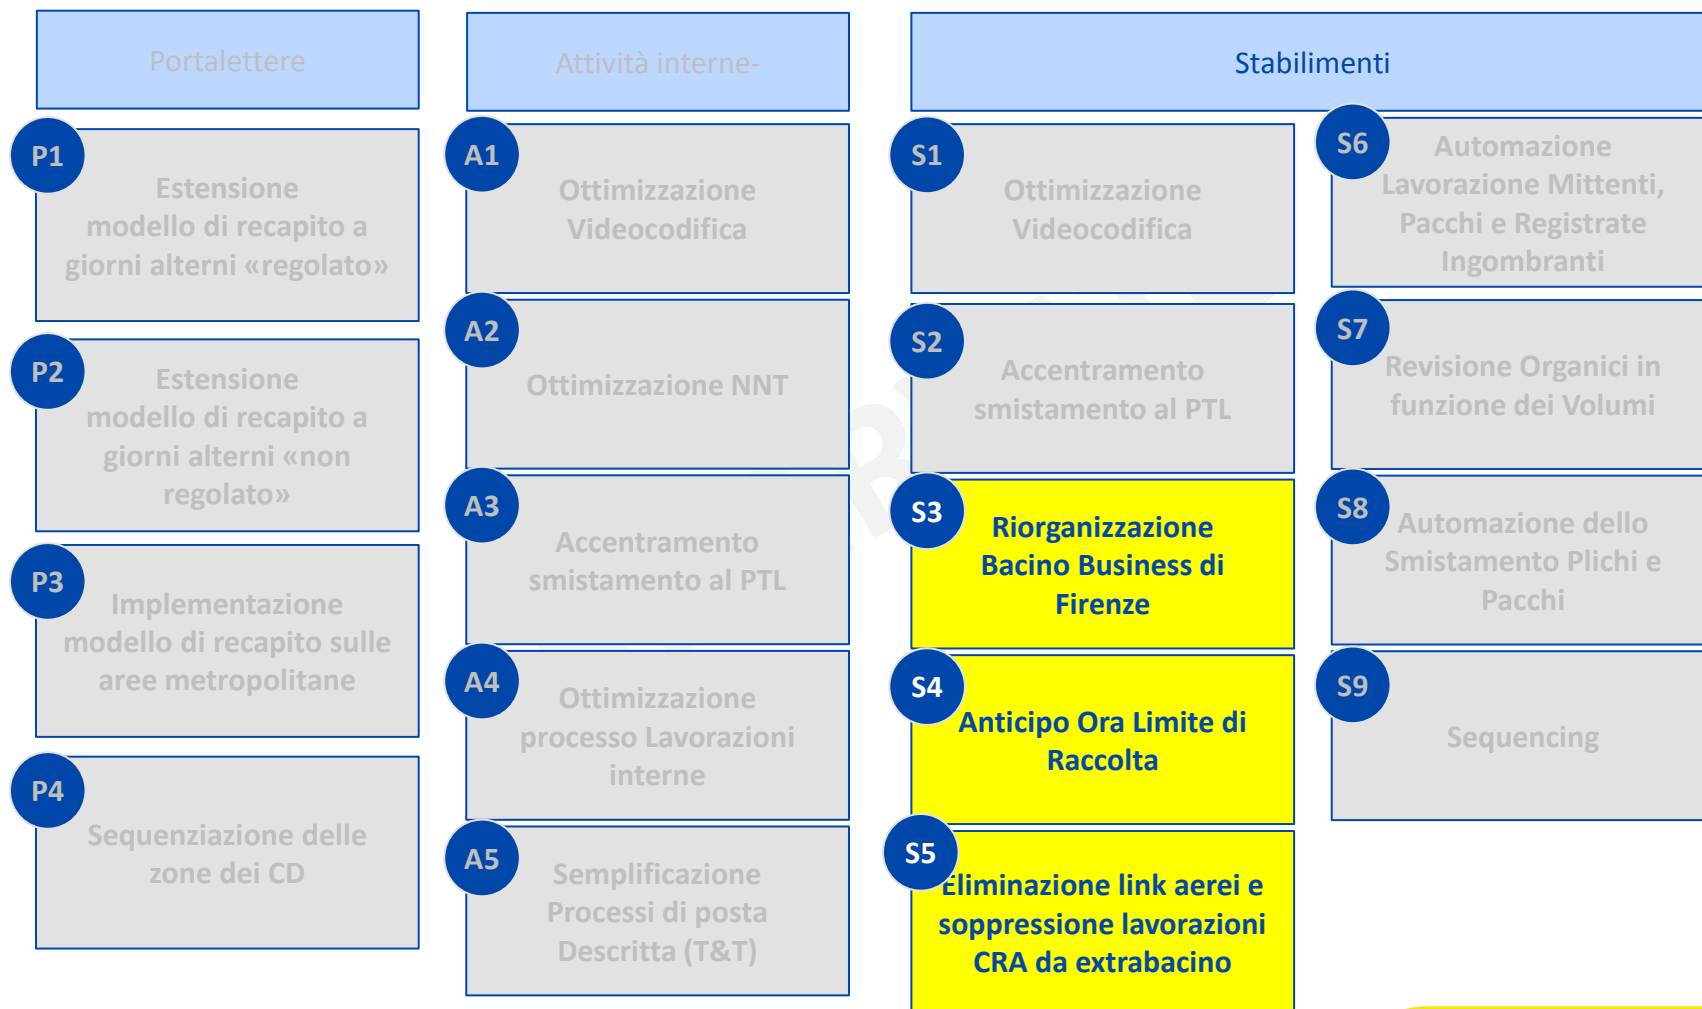 Portalettere
P1
Estensione
modello di recapito a
giorni alterni «regolato»
P2
Estensione
modello di recapito a
giorni alterni «non
regolato»
P3
Implementazione
modello di recapito sulle
aree metropolitane
P4
Sequenziazione delle
zone dei CD
Attività interne-
A1
Ottimizzazione
Videocodifica
A2
Ottimizzazione NNT
A3
Accentramento
smistamento al PTL
A4
Ottimizzazione
processo Lavorazioni
interne
A5
Semplificazione
Processi di posta
Descritta (T&T)
Stabilimenti
S1
Ottimizzazione
Videocodifica
S2
Accentramento
smistamento al PTL
S3
Riorganizzazione
Bacino Business di
Firenze
S4
Anticipo Ora Limite di
Raccolta
S5
Eliminazione link aerei e
soppressione lavorazioni
CRA da extrabacino
S6
Automazione
Lavorazione Mittenti,
Pacchi e Registrate
Ingombranti
S7
Revisione Organici in
funzione dei Volumi
S8
Automazione dello
Smistamento Plichi e
Pacchi
S9
Sequencing